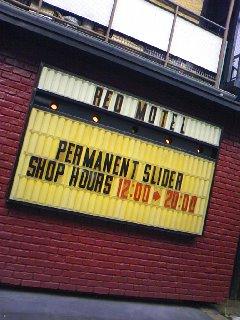 RED MOTEL
PERMANENT SLIDER
SHOP HOURS 12:00 ➧ 20:00